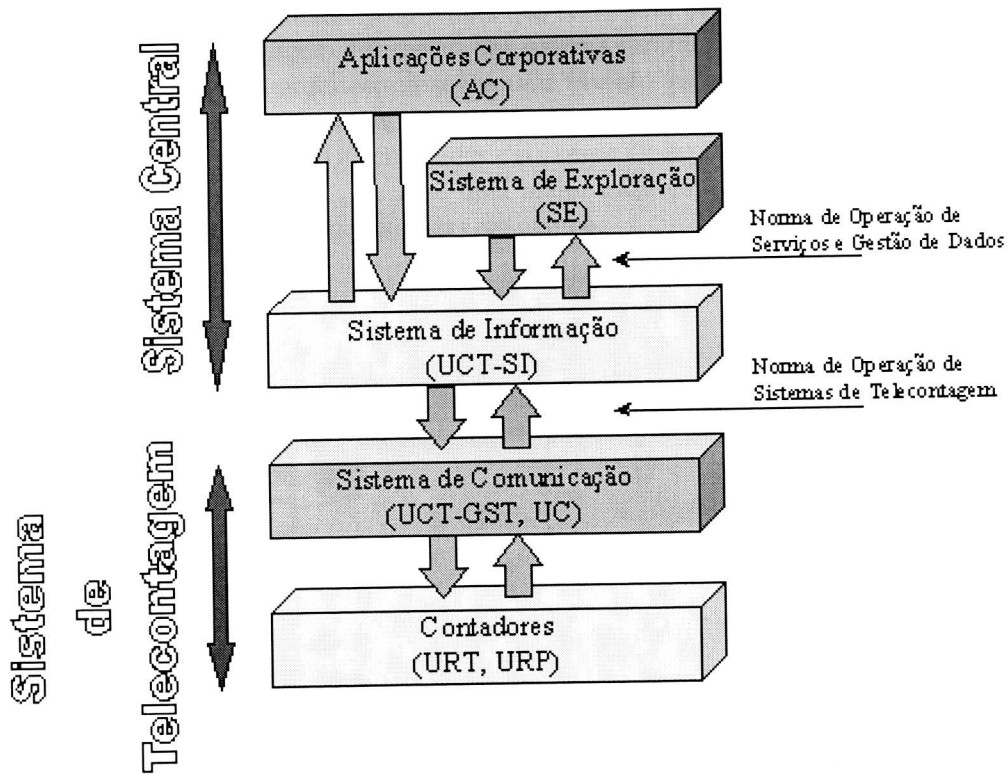 Sistema Central
Aplicações Corporativas
(AC)
Sistema de Exploração
(SE)
Norma de Operação de
Serviços e Gestão de Dados
Sistema de Informação
(UCT-SI)
Norma de Operação de
Sistemas de Telecontagem
Sistema
de
Telecontagem
Sistema de Comunicação
(UCT-GST, UC)
Contadores
(URT, URP)